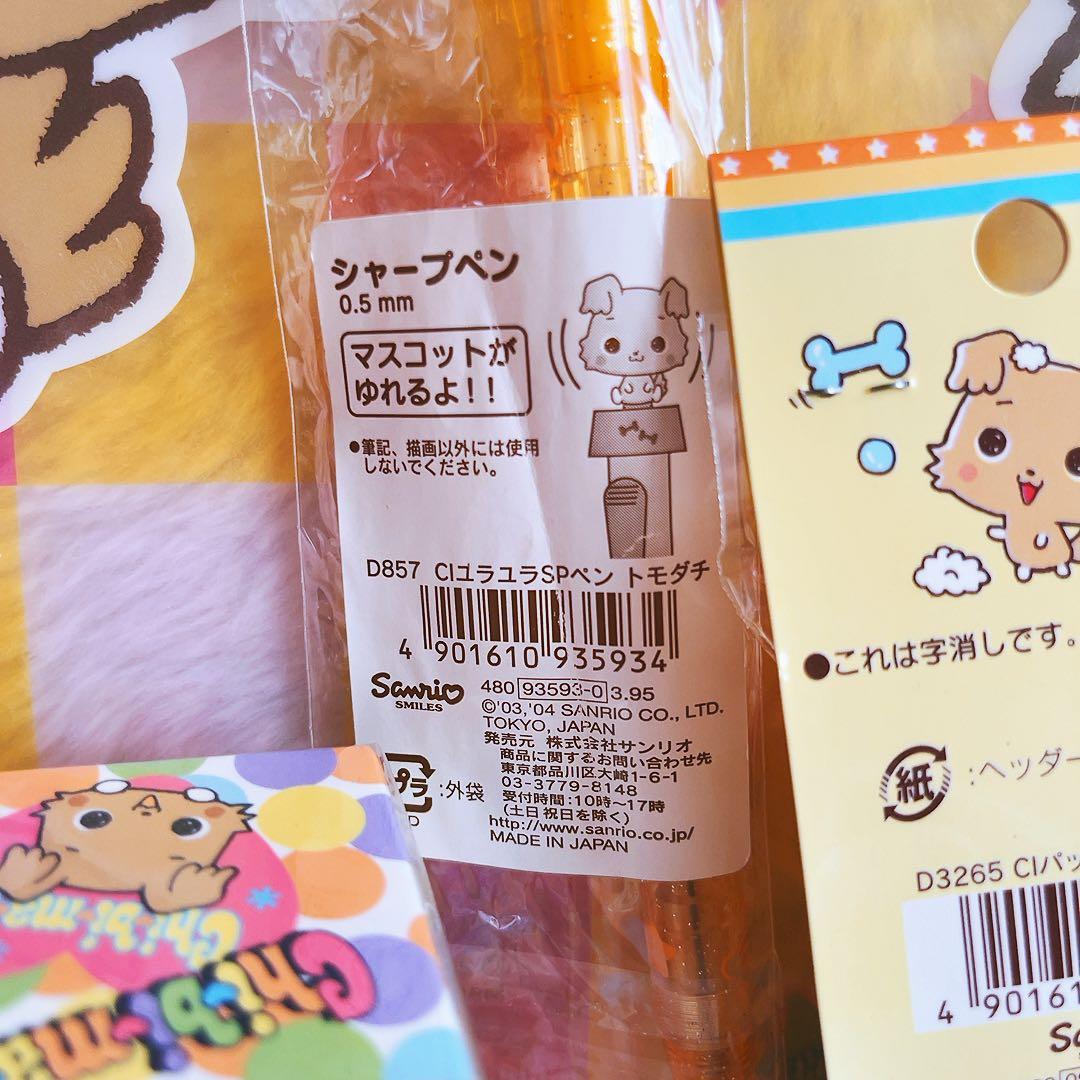 シャープペン
0.5 mm
マスコットが
ゆれるよ!!
●筆記、描画以外には使用
しないでください。
D857 CIユラユラSPペン トモダチ
4 901610 935934
Sanrio
SMILES
480 93593-0 3.95
©'03,'04 SANRIO CO., LTD.
TOKYO, JAPAN
発売元 株式会社サンリオ
商品に関するお問い合わせ先
東京都品川区大崎1-6-1
03-3779-8148
受付時間:10時〜17時
(土日祝日を除く)
http://www.sanrio.co.jp/
MADE IN JAPAN
プラ
:外袋
●これは字消しです。
紙
:ヘッダー
D3265 CIパッ
4 90161